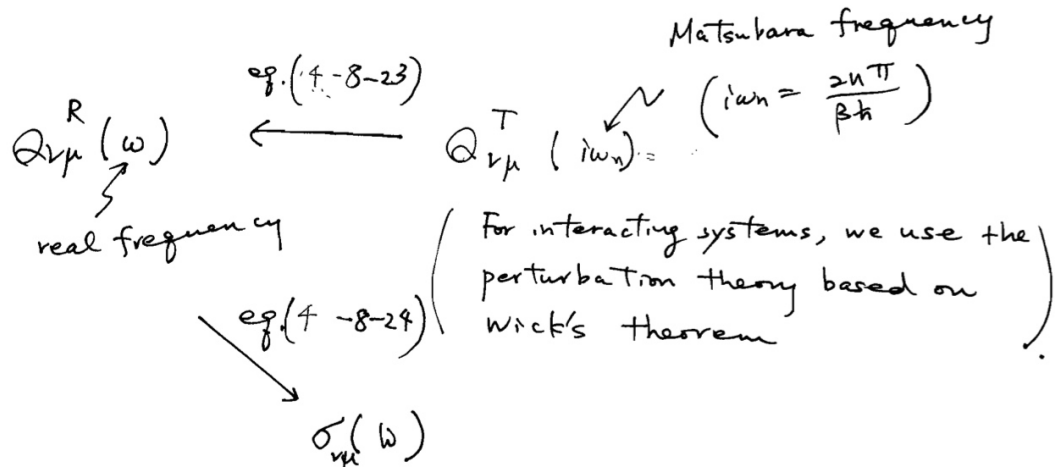 Matsubara frequency
eq.(4-8-23)
(iωn = 2nπ/βħ)
Q^R_νμ (ω) ← Q^T_νμ (iωn) =
real frequency
(For interacting systems, we use the
perturbation theory based on
Wick's theorem).
eq.(4-8-24)
σ_νμ(ω)